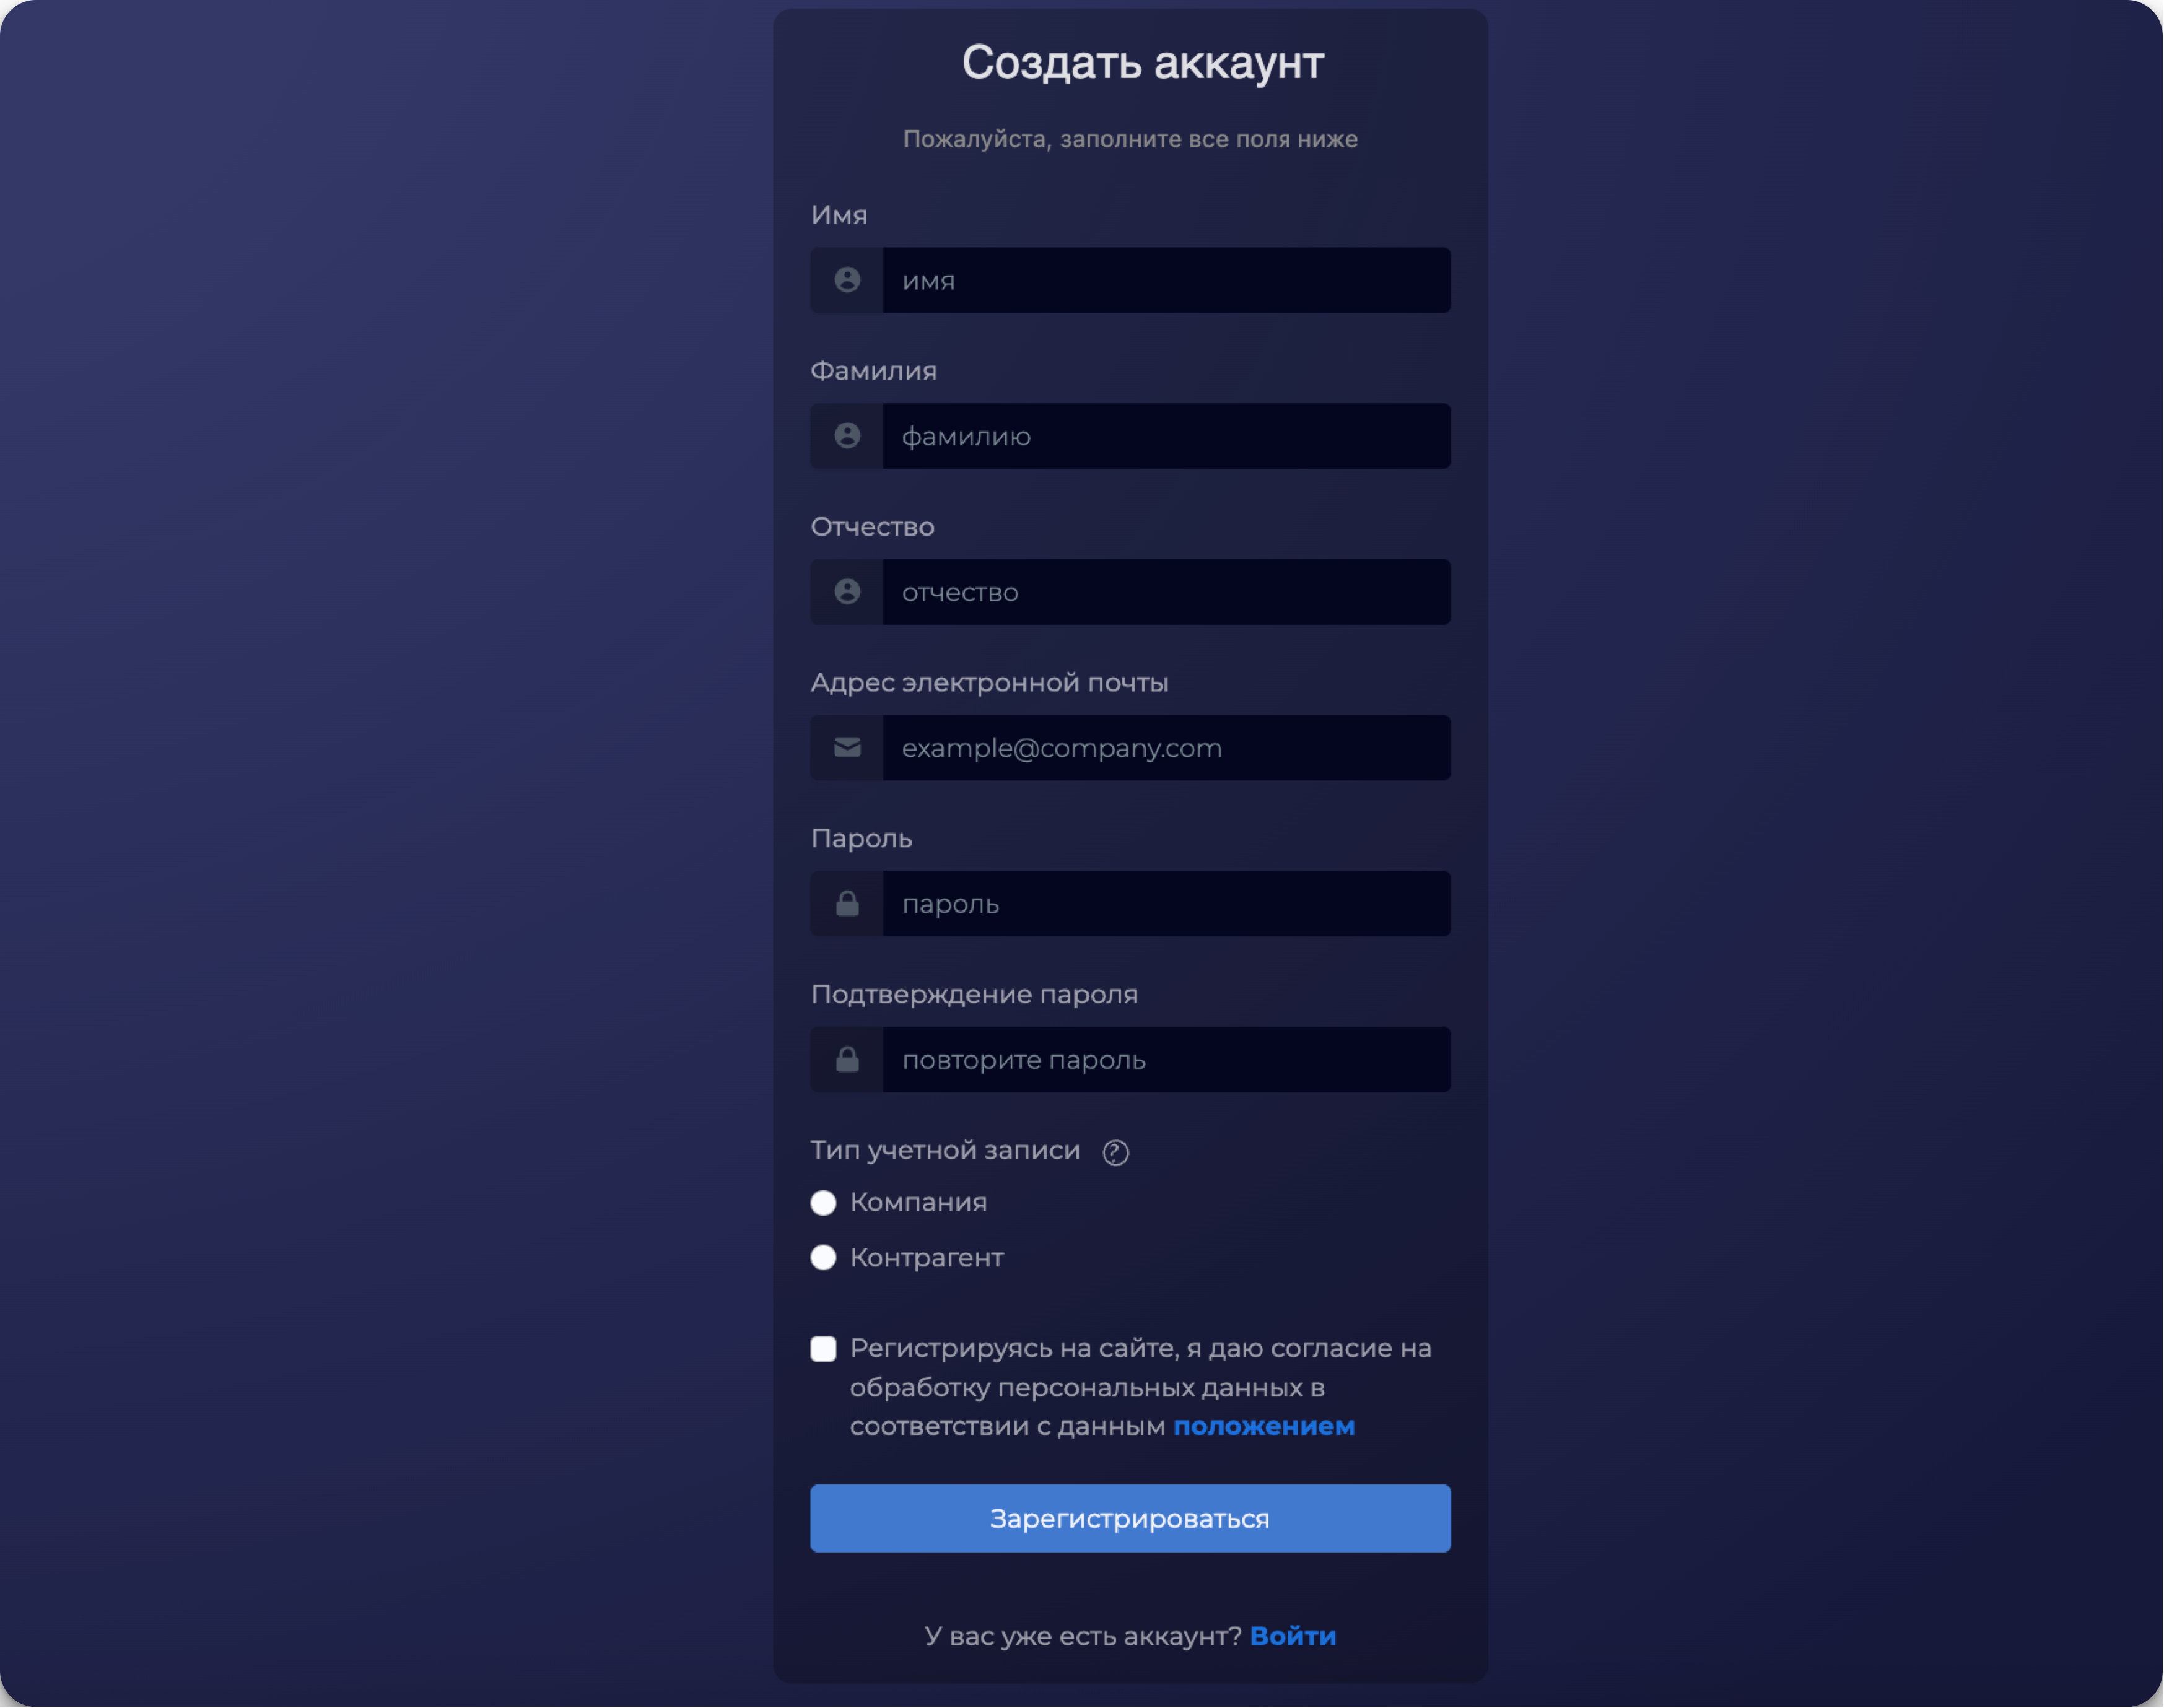 Создать аккаунт
Пожалуйста, заполните все поля ниже
Имя
имя
Фамилия
фамилию
Отчество
отчество
Адрес электронной почты
example@company.com
Пароль
пароль
Подтверждение пароля
повторите пароль
Тип учетной записи ?
Компания
Контрагент
Регистрируясь на сайте, я даю согласие на
обработку персональных данных в
соответствии с данным положением
Зарегистрироваться
У вас уже есть аккаунт? Войти